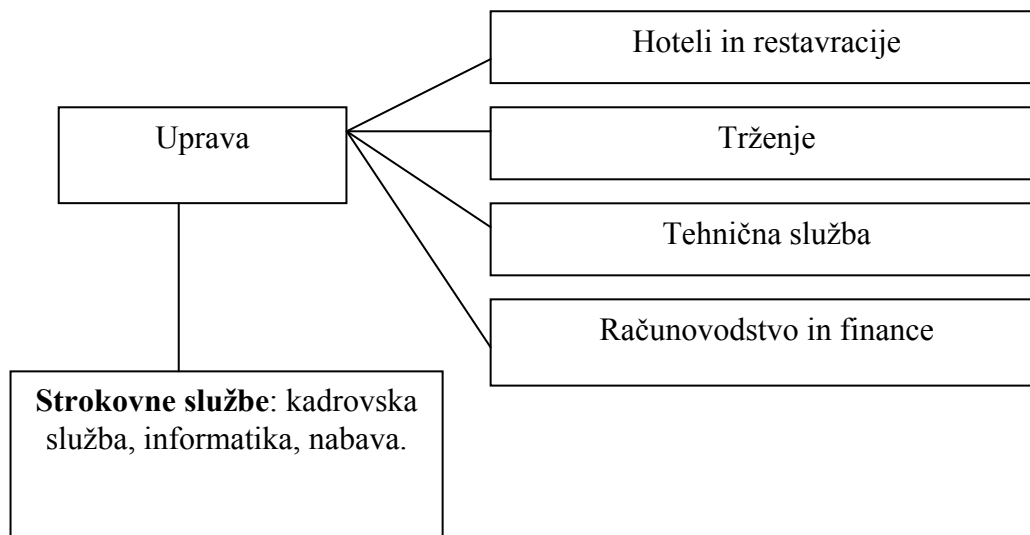 Hoteli in restavracije
Uprava
Trženje
Tehnična služba
Računovodstvo in finance
Strokovne službe: kadrovska
služba, informatika, nabava.